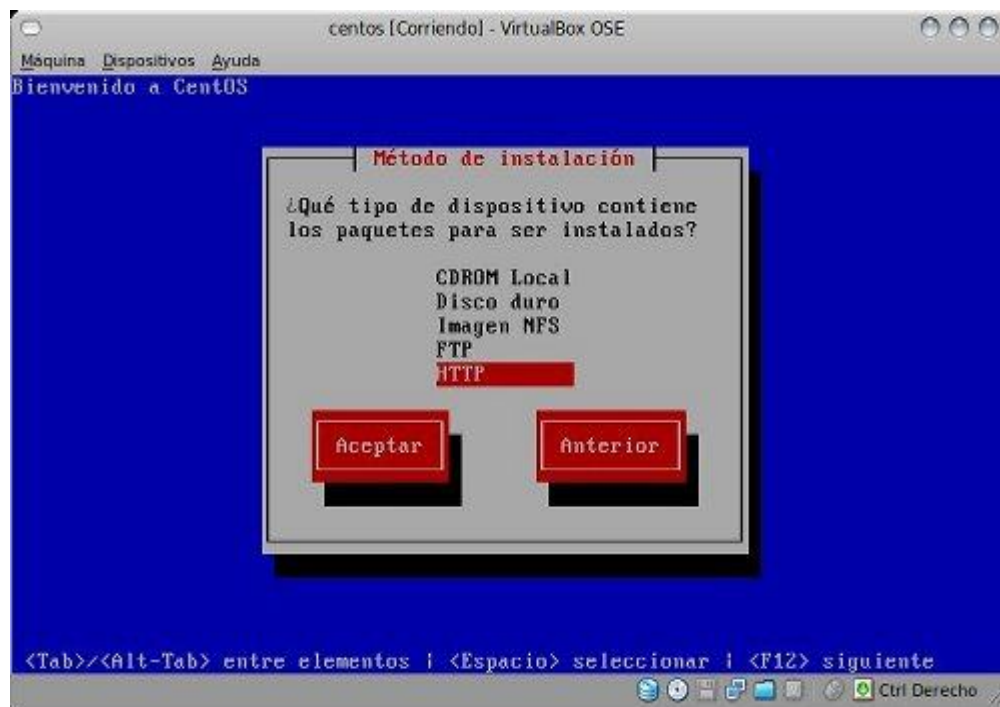 centos [Corriendo] - VirtualBox OSE
Máquina Dispositivos Ayuda
Bienvenido a CentOS
Método de instalación
¿Qué tipo de dispositivo contiene
los paquetes para ser instalados?
CDROM Local
Disco duro
Imagen NFS
FTP
HTTP
Aceptar Anterior
<Tab>/<Alt-Tab> entre elementos | <Espacio> seleccionar | <F12> siguiente
Ctrl Derecho